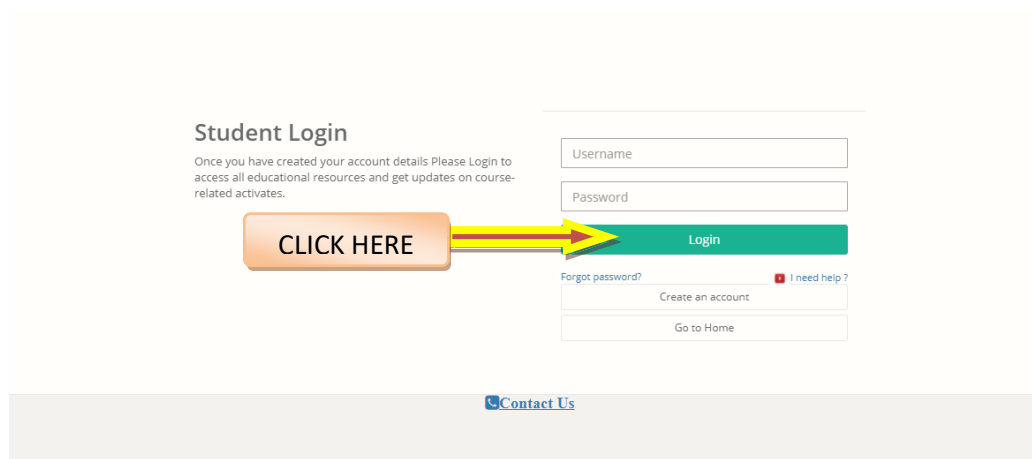 Student Login
Once you have created your account details Please Login to
access all educational resources and get updates on course-
related activates.
Username
Password
CLICK HERE
Login
Forgot password?
I need help ?
Create an account
Go to Home
Contact Us